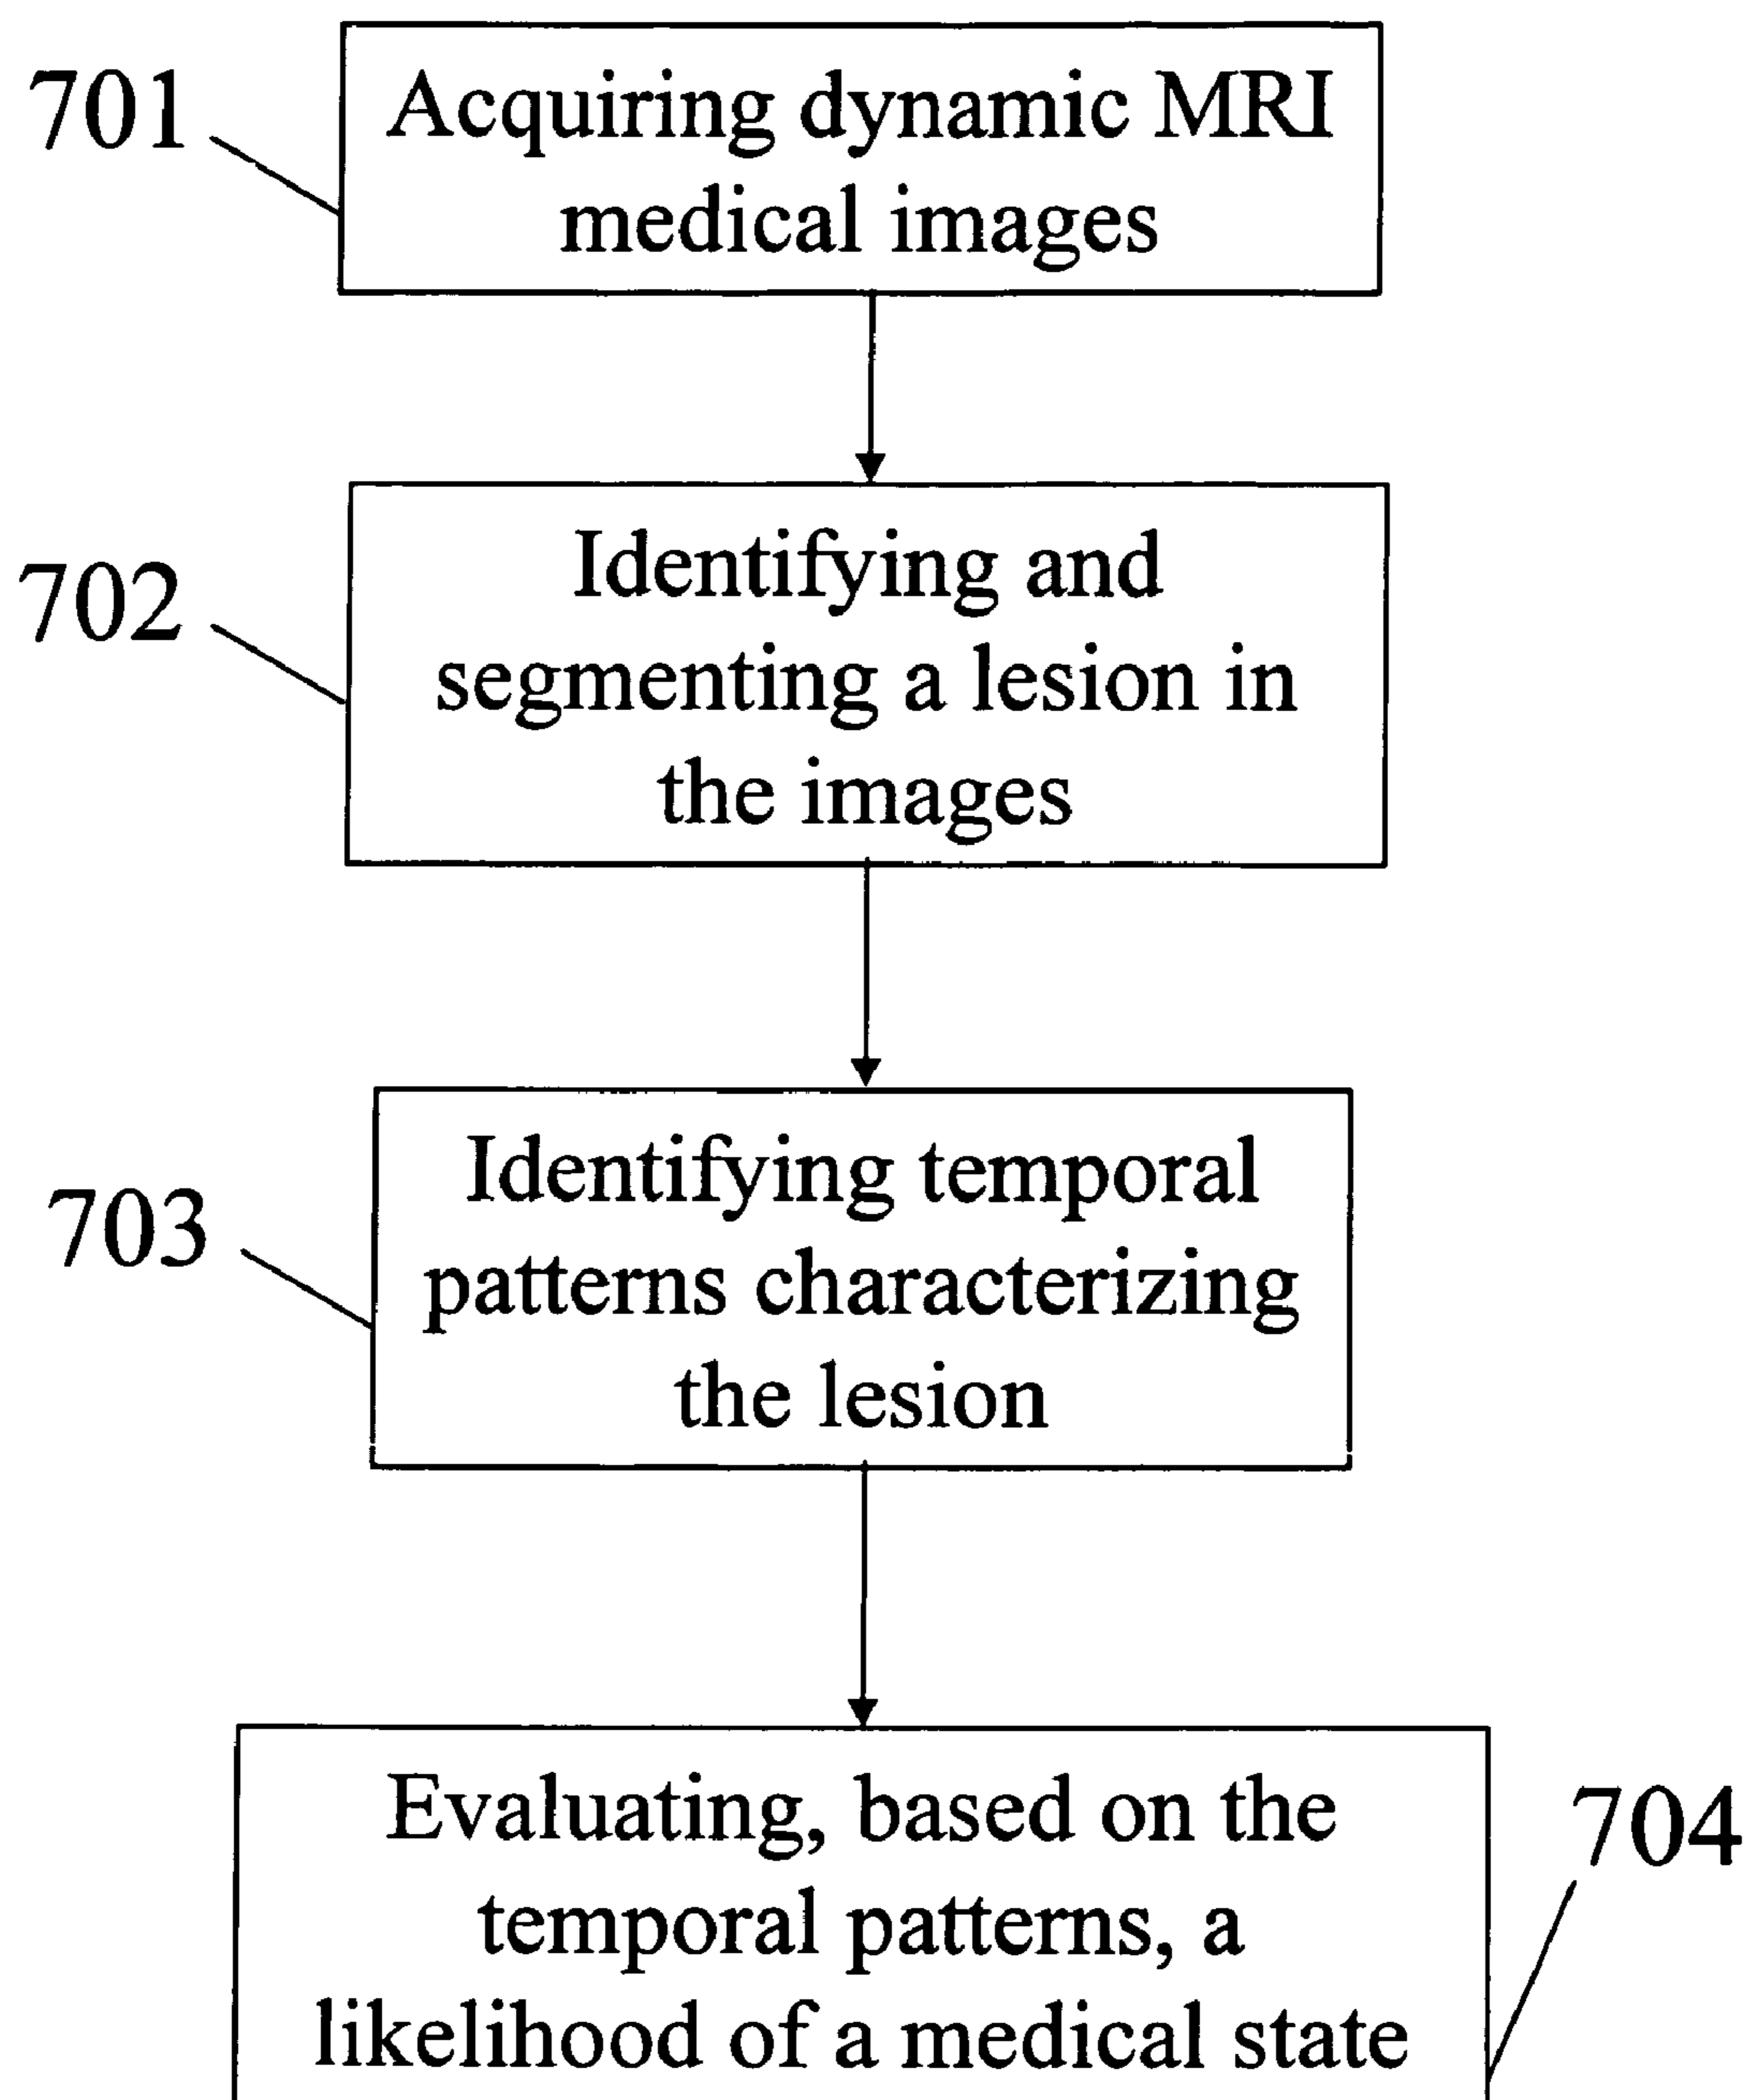 701
Acquiring dynamic MRI
medical images
702
Identifying and
segmenting a lesion in
the images
703
Identifying temporal
patterns characterizing
the lesion
Evaluating, based on the
704
temporal patterns, a
likelihood of a medical state